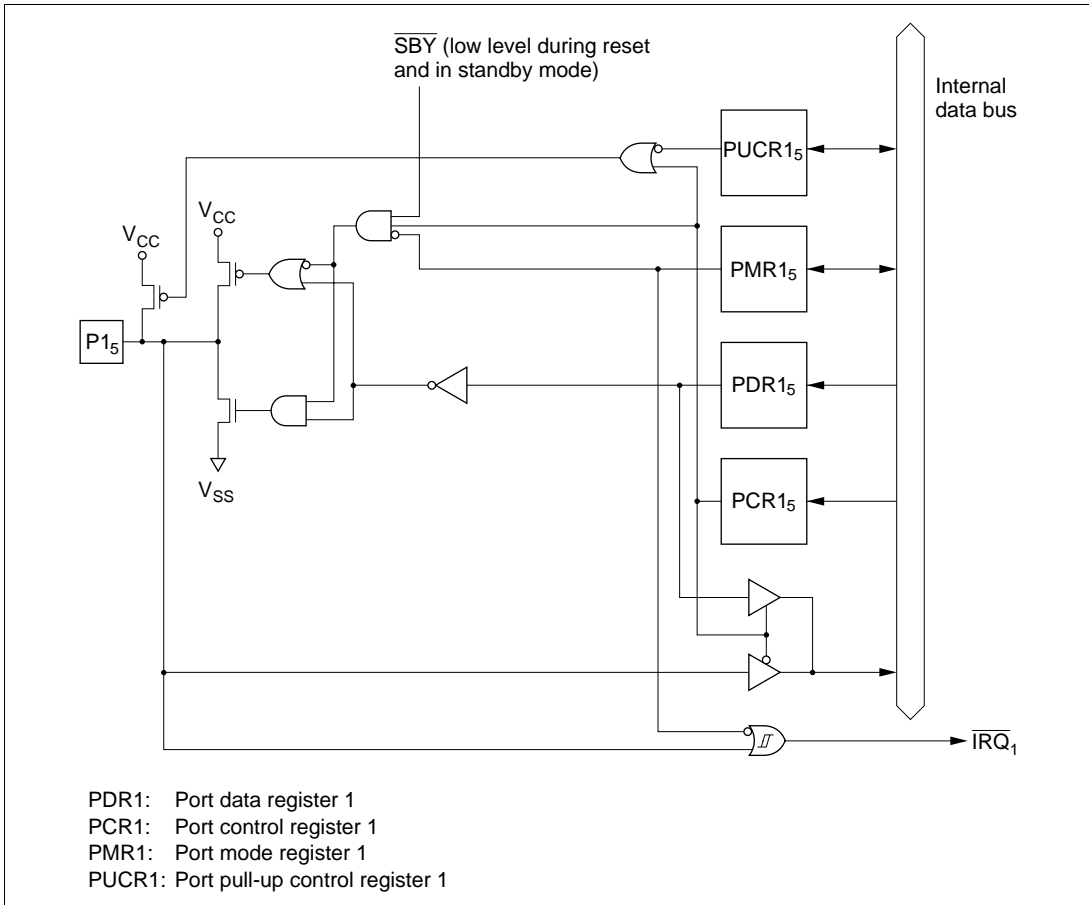 SBY (low level during reset
and in standby mode)
Internal
data bus
PUCR15
VCC
VCC
PMR15
P15
PDR15
VSS
PCR15
IRQ1
PDR1: Port data register 1
PCR1: Port control register 1
PMR1: Port mode register 1
PUCR1: Port pull-up control register 1